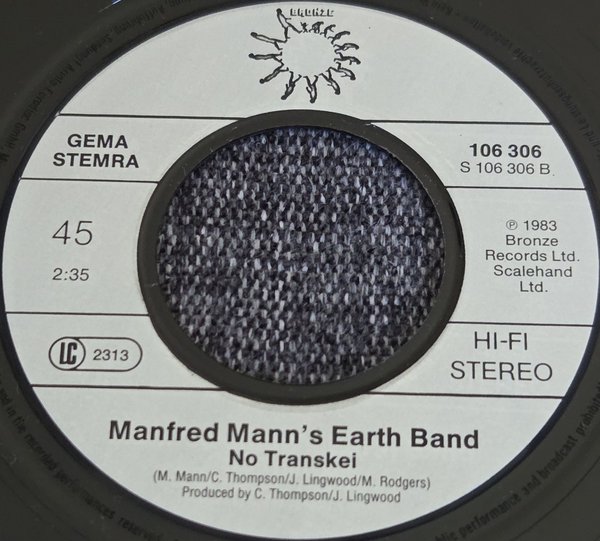 BRONZE
GEMA
STEMRA
106 306
S 106 306 B
45
2:35
℗ 1983
Bronze
Records Ltd.
Scalehand
Ltd.
LC 2313
HI-FI
STEREO
Manfred Mann's Earth Band
No Transkei
(M. Mann/C. Thompson/J. Lingwood/M. Rodgers)
Produced by C. Thompson/J. Lingwood